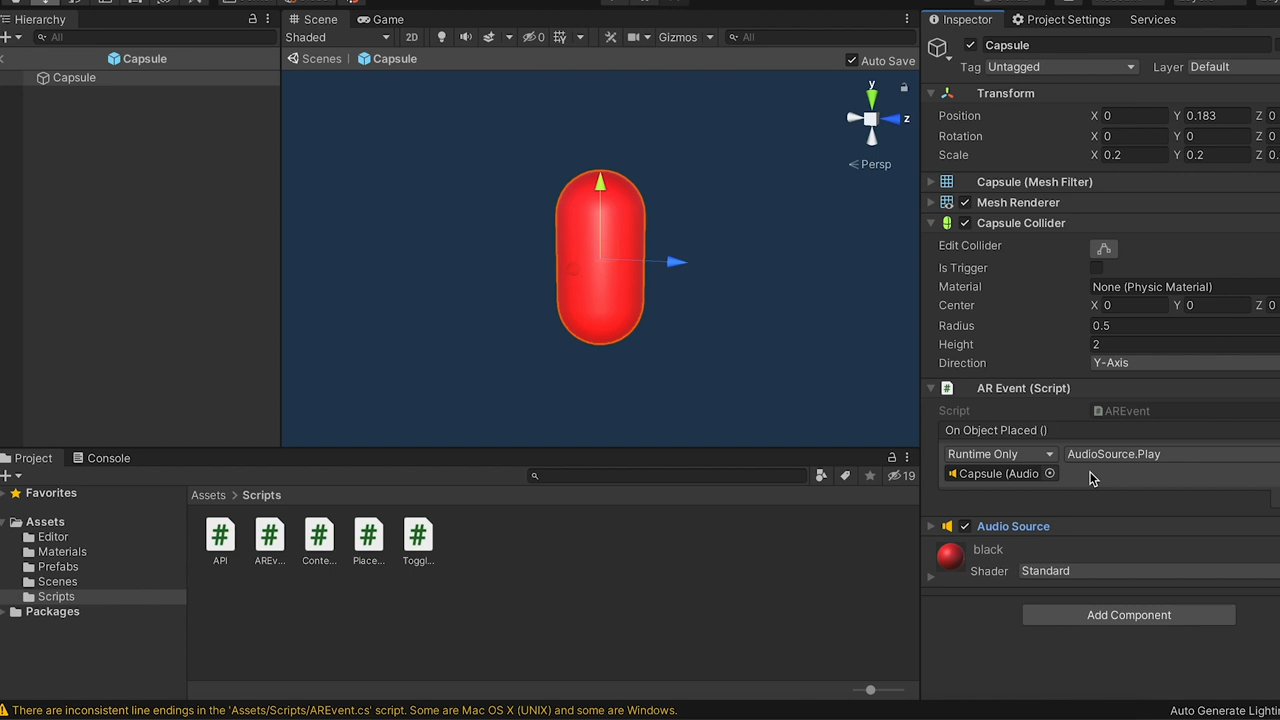 Hierarchy
All
Capsule
Capsule
Scene
Game
Shaded
2D
0
Gizmos
All
Scenes
Capsule
Auto Save
y
z
Persp
Inspector
Project Settings
Services
Capsule
Tag
Untagged
Layer
Default
Transform
Position
X
0
Y
0.183
Z
0
Rotation
X
0
Y
0
Z
0
Scale
X
0.2
Y
0.2
Z
0.
Capsule (Mesh Filter)
Mesh Renderer
Capsule Collider
Edit Collider
Is Trigger
Material
None (Physic Material)
Center
X
0
Y
0
Z
0
Radius
0.5
Height
2
Direction
Y-Axis
AR Event (Script)
Script
AREvent
On Object Placed ()
Runtime Only
AudioSource.Play
Capsule (Audio
Audio Source
black
Shader
Standard
Add Component
Project
Console
19
Favorites
Assets
Editor
Materials
Prefabs
Scenes
Scripts
Packages
Assets > Scripts
API
AREv...
Conte...
Place...
Toggl...
There are inconsistent line endings in the 'Assets/Scripts/AREvent.cs' script. Some are Mac OS X (UNIX) and some are Windows.
Auto Generate Lighti